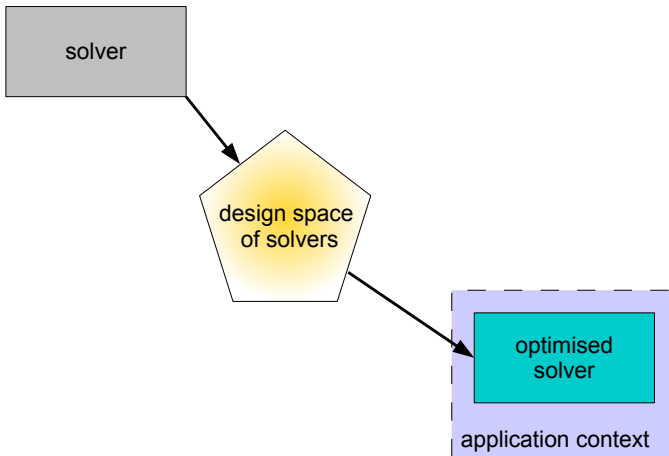 solver
design space
of solvers
optimised
solver
application context